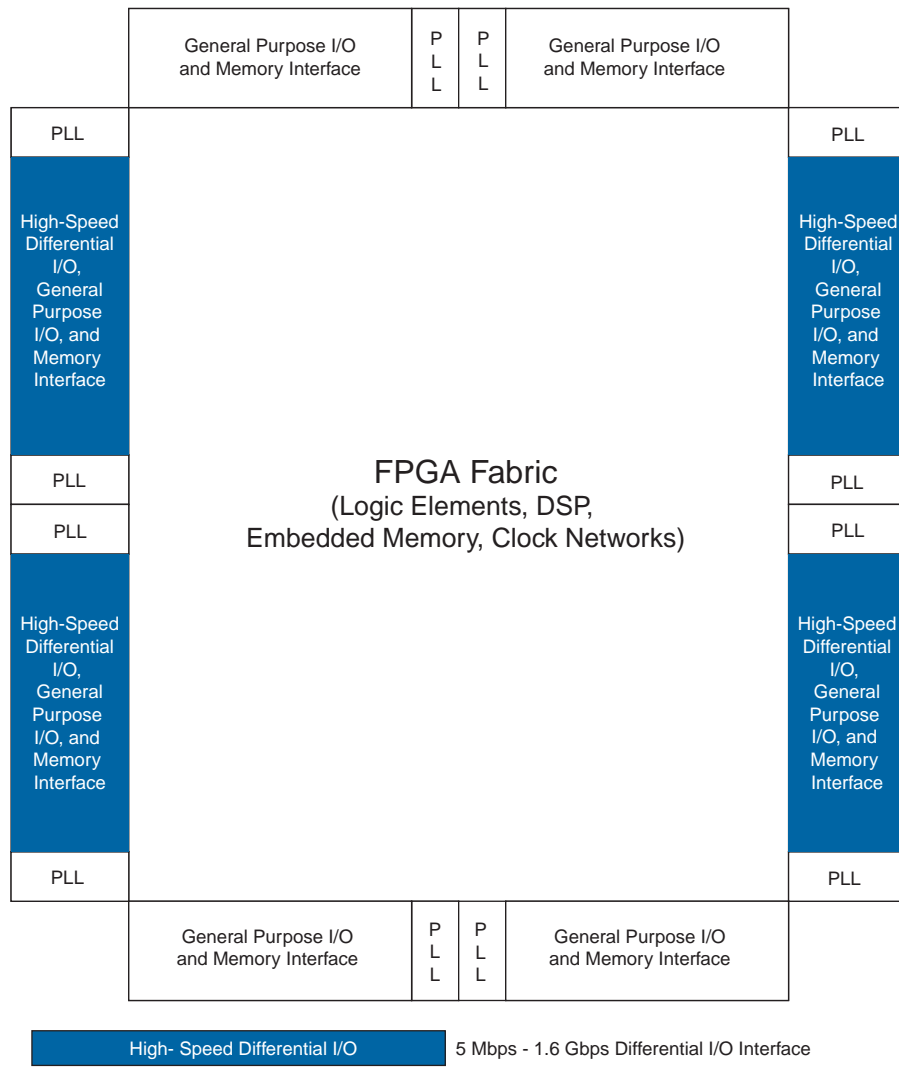 General Purpose I/O
and Memory Interface
P
L
L
P
L
L
General Purpose I/O
and Memory Interface
PLL
High-Speed
Differential
I/O,
General
Purpose
I/O, and
Memory
Interface
PLL
PLL
High-Speed
Differential
I/O,
General
Purpose
I/O, and
Memory
Interface
PLL
FPGA Fabric
(Logic Elements, DSP,
Embedded Memory, Clock Networks)
PLL
High-Speed
Differential
I/O,
General
Purpose
I/O, and
Memory
Interface
PLL
PLL
High-Speed
Differential
I/O,
General
Purpose
I/O, and
Memory
Interface
PLL
General Purpose I/O
and Memory Interface
P
L
L
P
L
L
General Purpose I/O
and Memory Interface
High- Speed Differential I/O
5 Mbps - 1.6 Gbps Differential I/O Interface